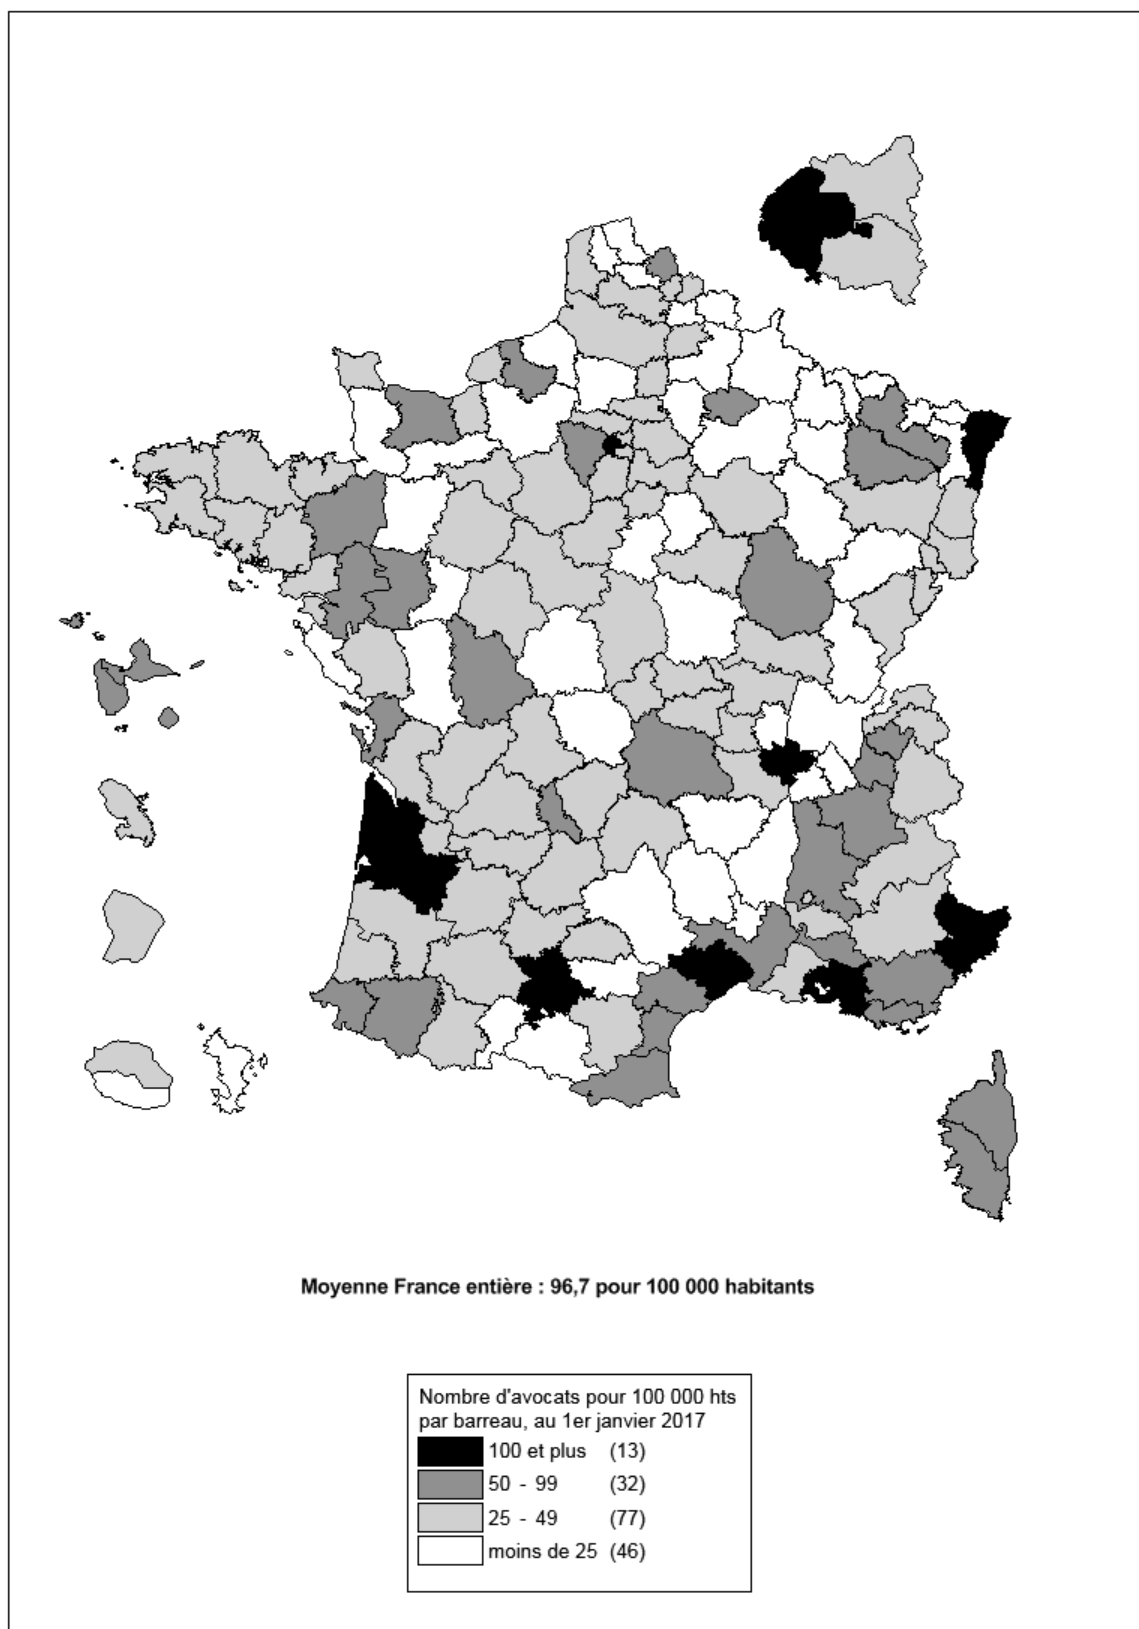 Moyenne France entière : 96,7 pour 100 000 habitants
Nombre d'avocats pour 100 000 hts
par barreau, au 1er janvier 2017
100 et plus (13)
50 - 99 (32)
25 - 49 (77)
moins de 25 (46)